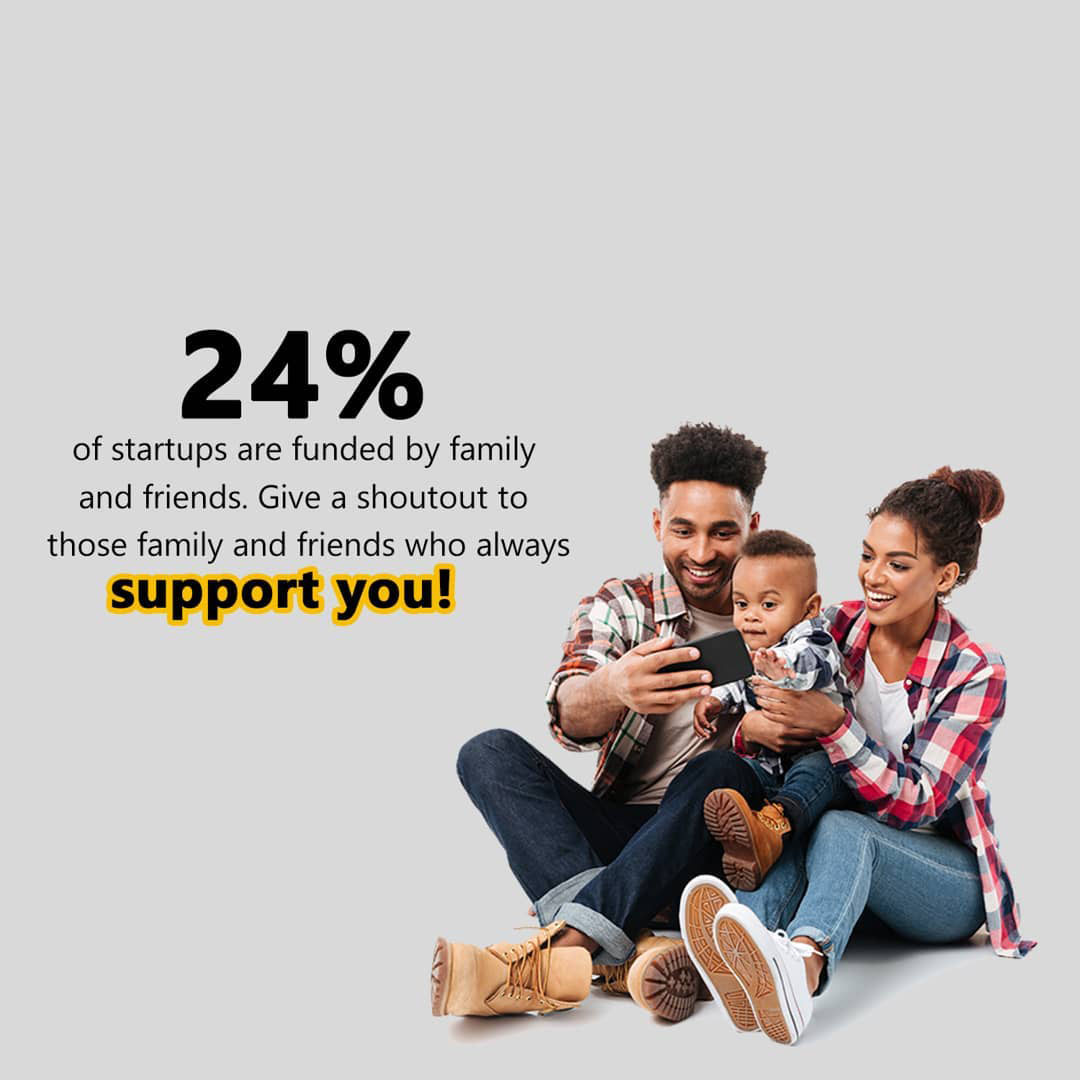 24%
of startups are funded by family
and friends. Give a shoutout to
those family and friends who always
support you!